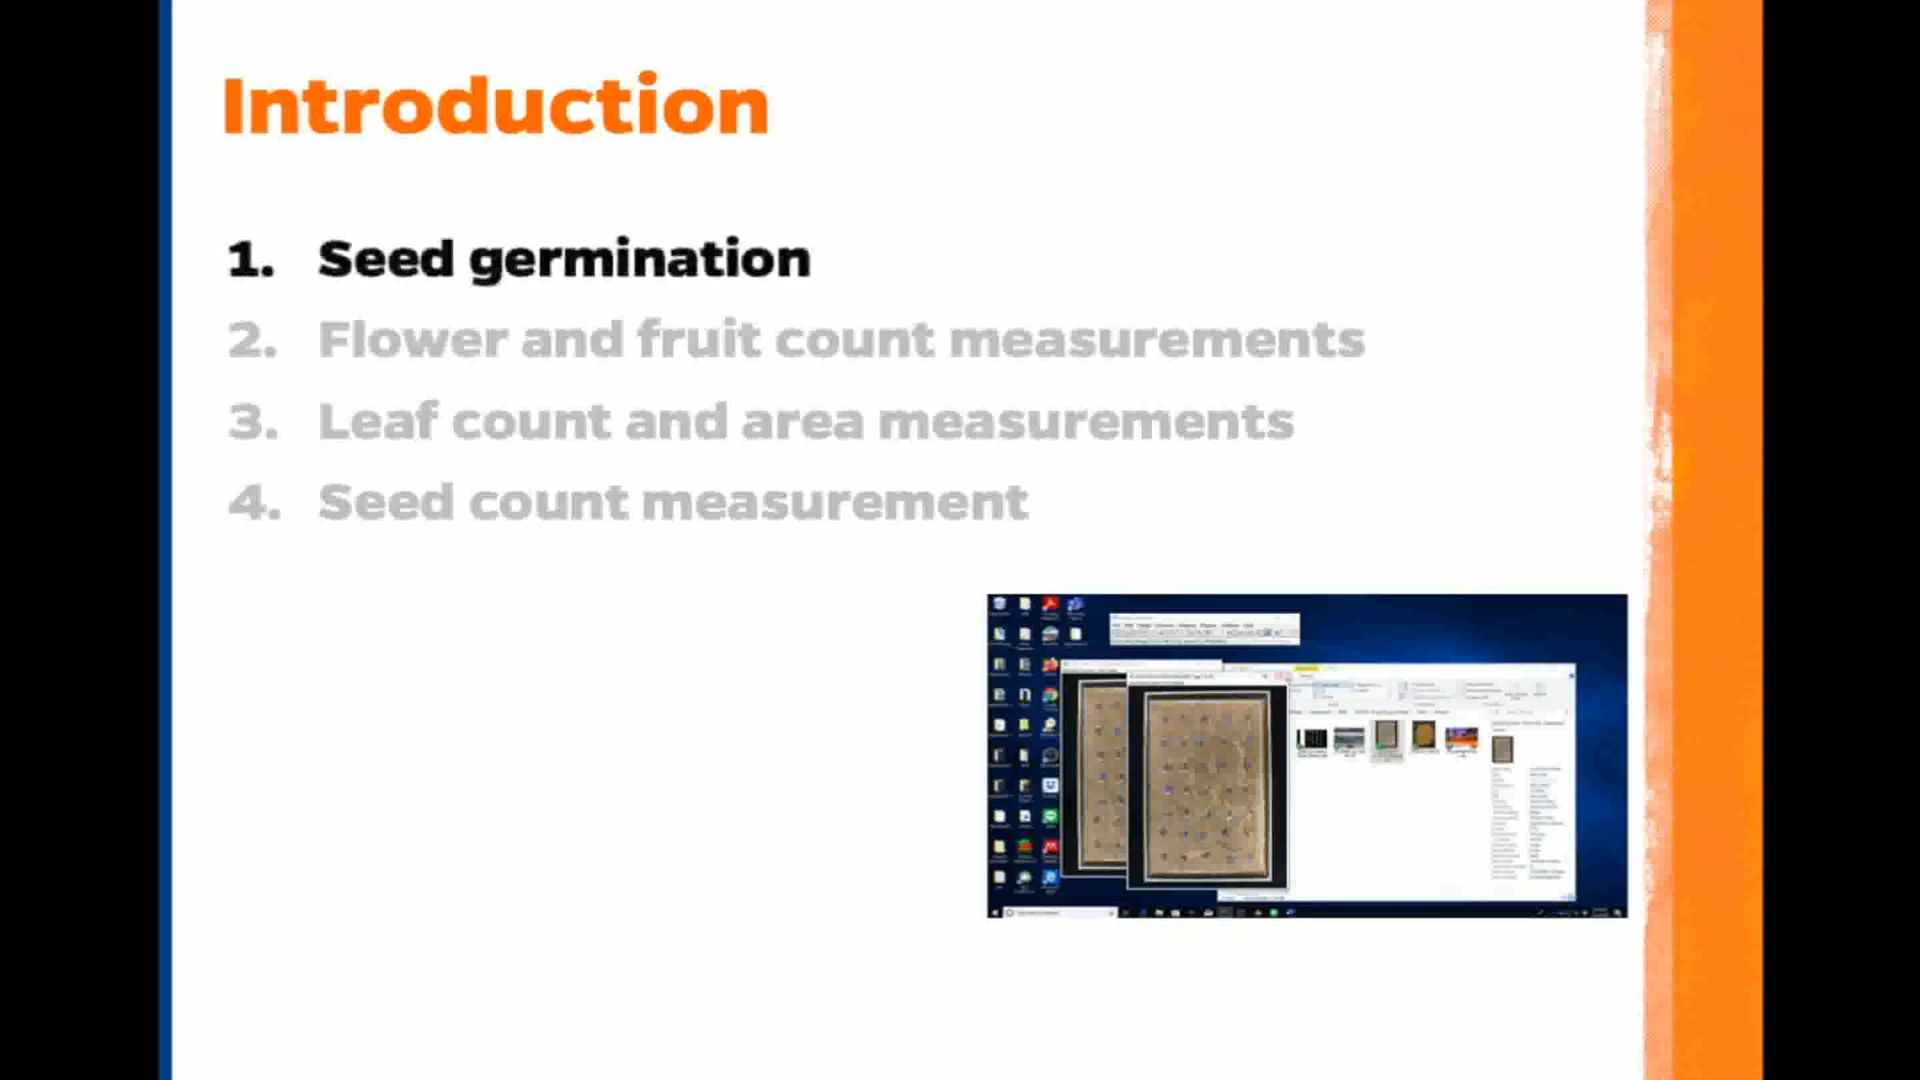 Introduction
1. Seed germination
2. Flower and fruit count measurements
3. Leaf count and area measurements
4. Seed count measurement